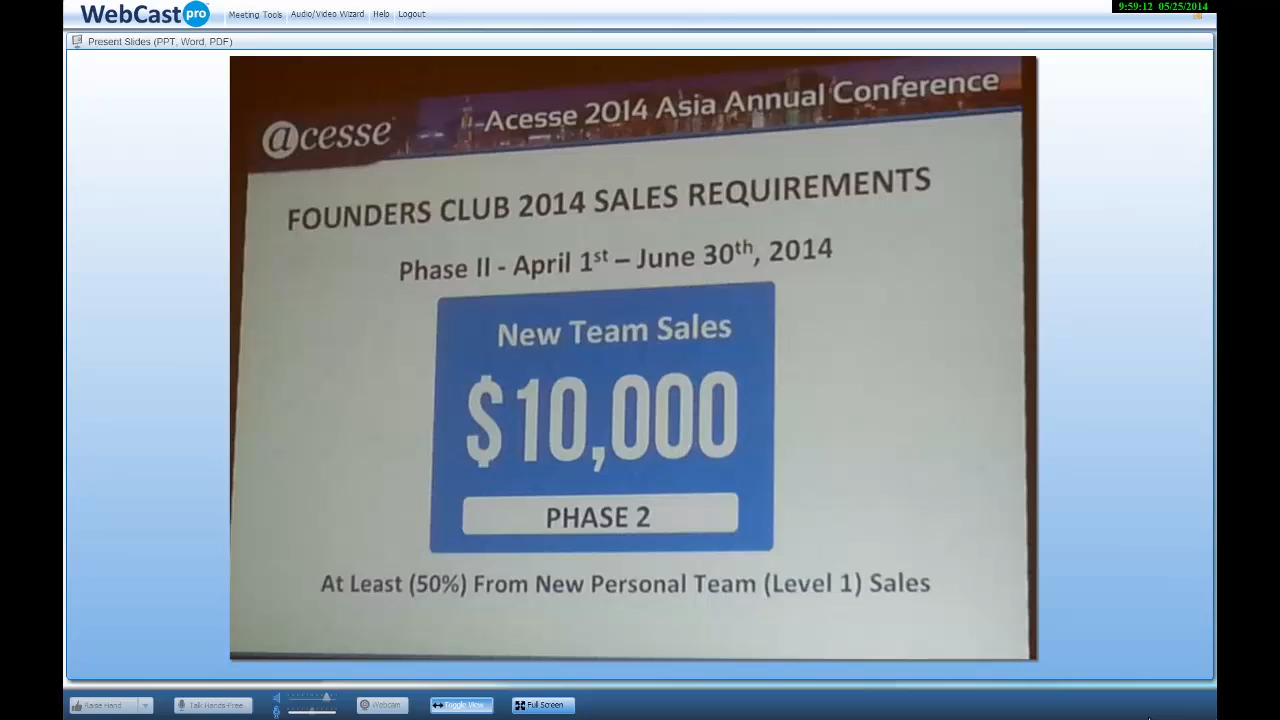 9:59:12 05/25/2014
WebCast pro
Meeting Tools Audio/Video Wizard Help Logout
Present Slides (PPT, Word, PDF)
acesse
-Acesse 2014 Asia Annual Conference
FOUNDERS CLUB 2014 SALES REQUIREMENTS
Phase II - April 1st – June 30th, 2014
New Team Sales
$10,000
PHASE 2
At Least (50%) From New Personal Team (Level 1) Sales
Raise Hand Talk Hands-Free Webcam Toggle View Full Screen